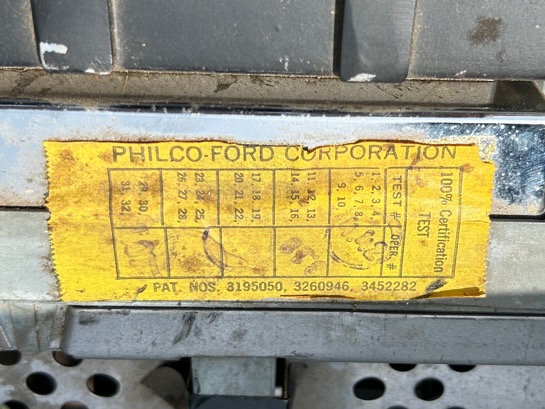 PHILCO-FORD CORPORATION
100% Certification
TEST
TEST # OPER. #
1, 2, 3, 4,
5, 6, 7, 8,
9, 10
11, 12, 13,
14, 15, 16,
17, 18, 19,
20, 21, 22,
23, 24, 25,
26, 27, 28,
29, 30,
31, 32
PAT. NOS. 3195050, 3260946, 3452282